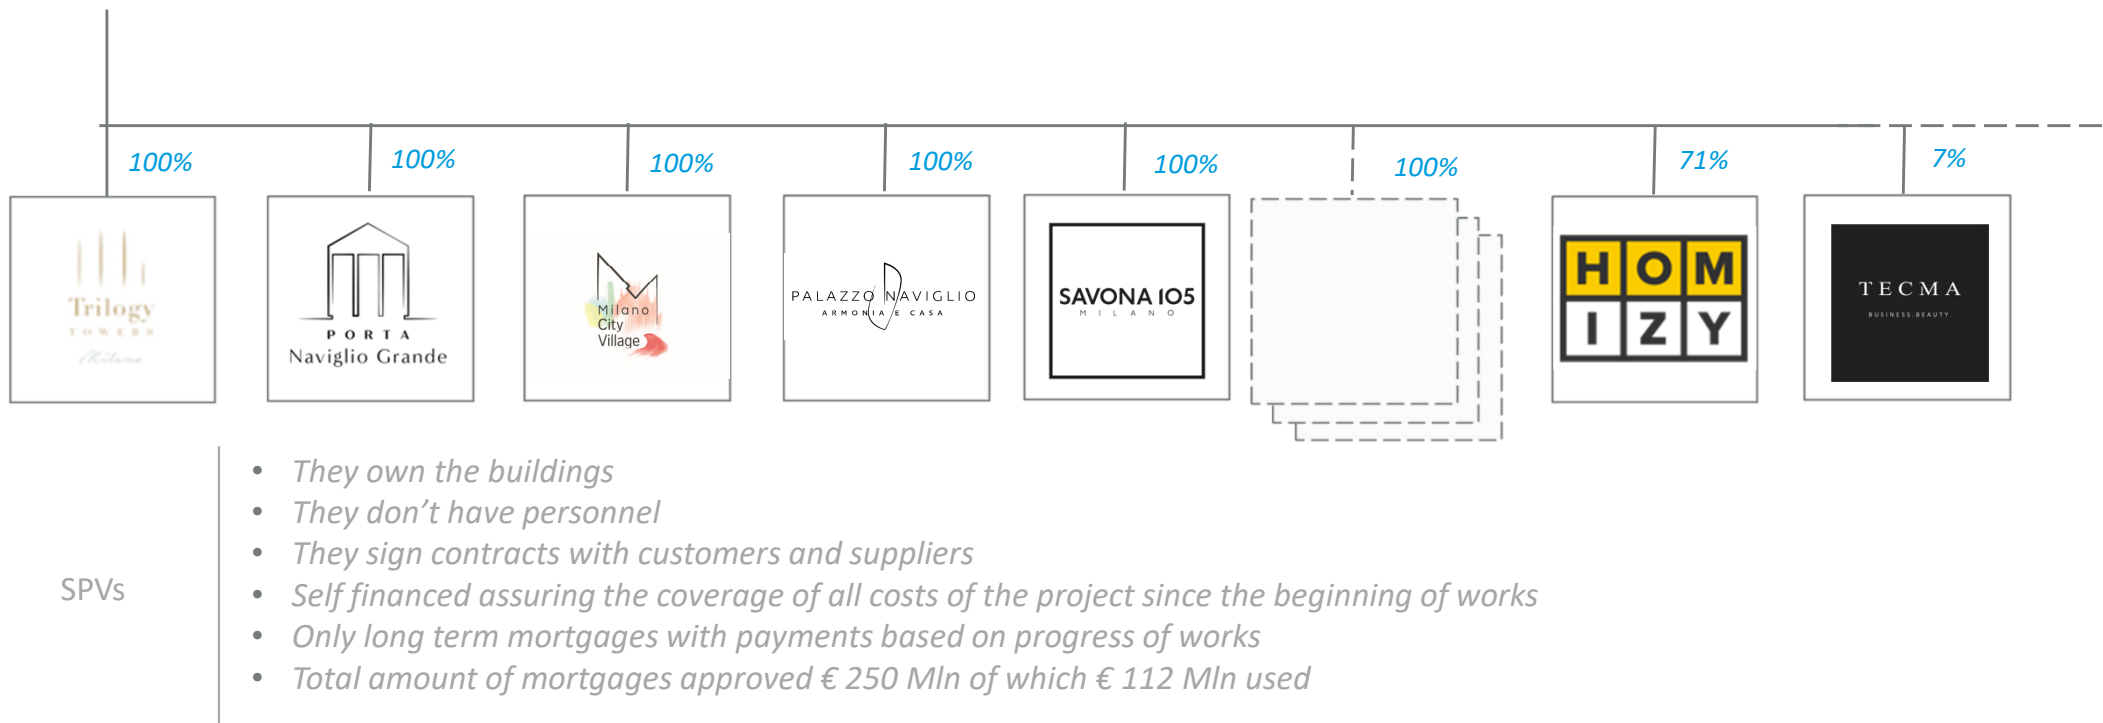 100% 100% 100% 100% 100% 100% 71% 7%
Trilogy
TOWERS
Milano
PORTA
Naviglio Grande
Milano
City
Village
PALAZZO NAVIGLIO
ARMONIA E CASA
SAVONA 105
MILANO
HOM
IZY
TECMA
BUSINESS.BEAUTY.
SPVs
• They own the buildings
• They don't have personnel
• They sign contracts with customers and suppliers
• Self financed assuring the coverage of all costs of the project since the beginning of works
• Only long term mortgages with payments based on progress of works
• Total amount of mortgages approved € 250 Mln of which € 112 Mln used